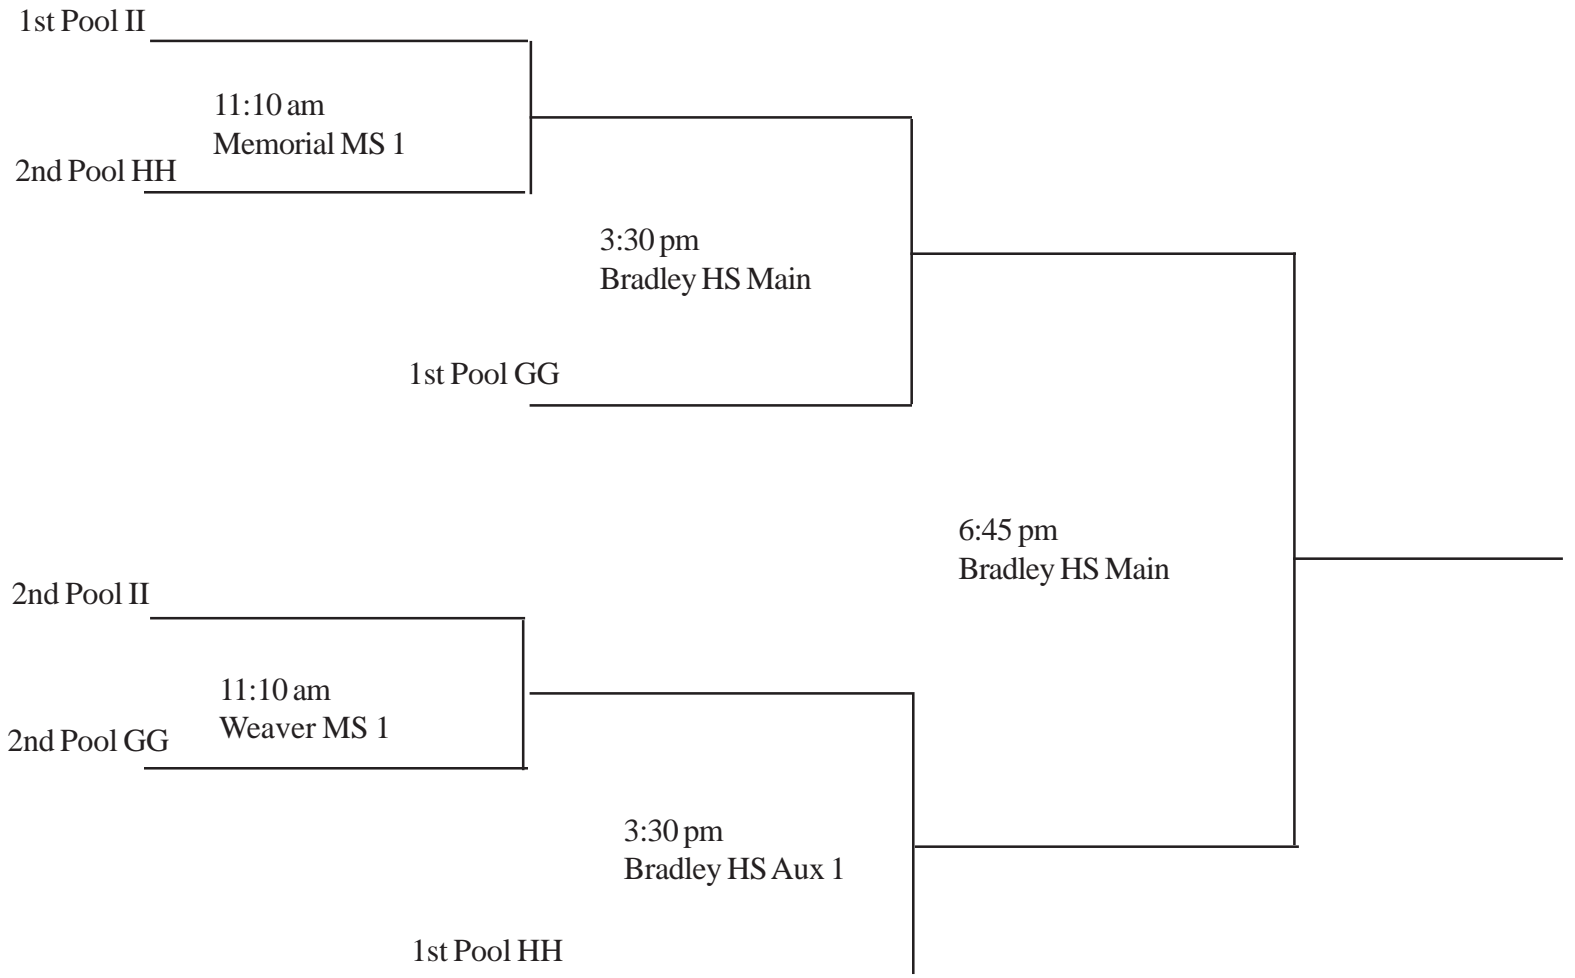 1st Pool II
11:10 am
Memorial MS 1
2nd Pool HH
3:30 pm
Bradley HS Main
1st Pool GG
6:45 pm
Bradley HS Main
2nd Pool II
11:10 am
Weaver MS 1
2nd Pool GG
3:30 pm
Bradley HS Aux 1
1st Pool HH